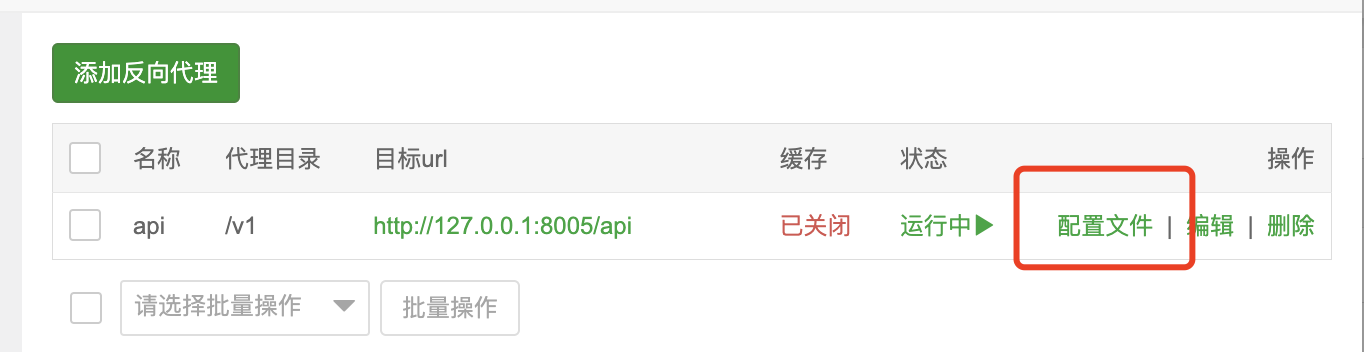 添加反向代理
名称 代理目录 目标url 缓存 状态 操作
api /v1 http://127.0.0.1:8005/api 已关闭 运行中 配置文件 | 编辑 | 删除
请选择批量操作 批量操作